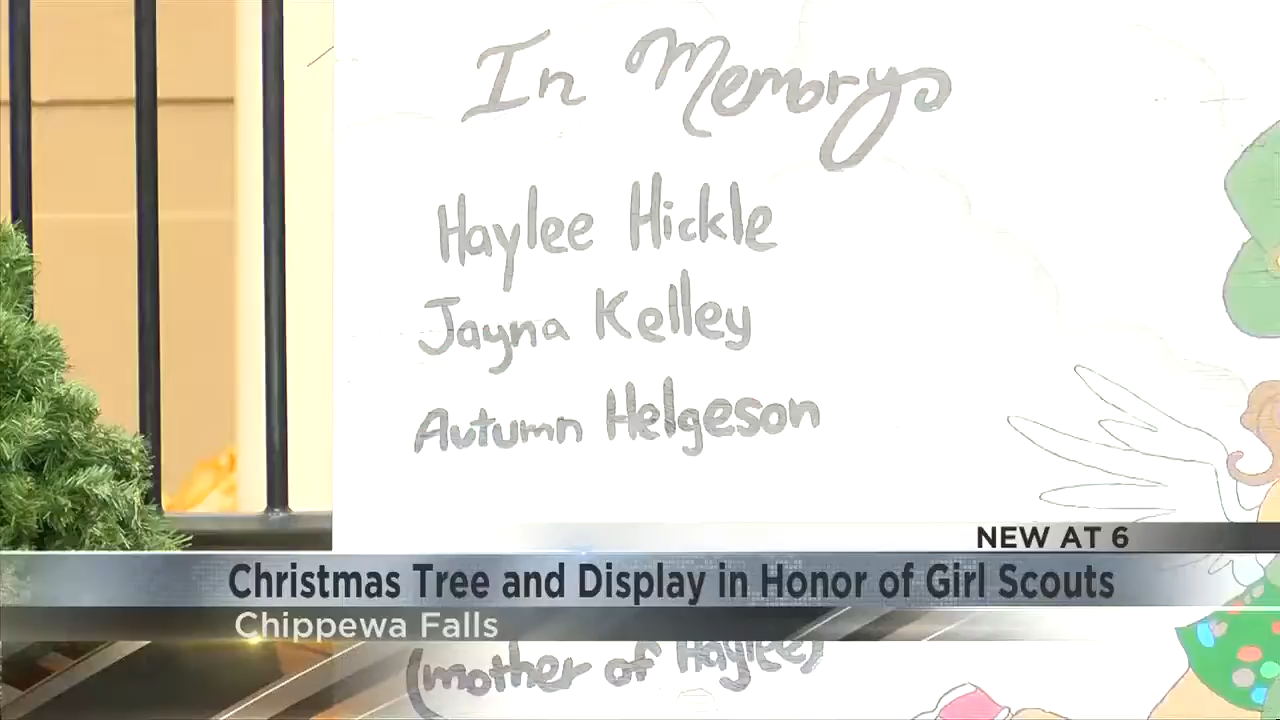 In Memory
Haylee Hickle
Jayna Kelley
Autumn Helgeson
NEW AT 6
Christmas Tree and Display in Honor of Girl Scouts
Chippewa Falls
(mother of Haylee)